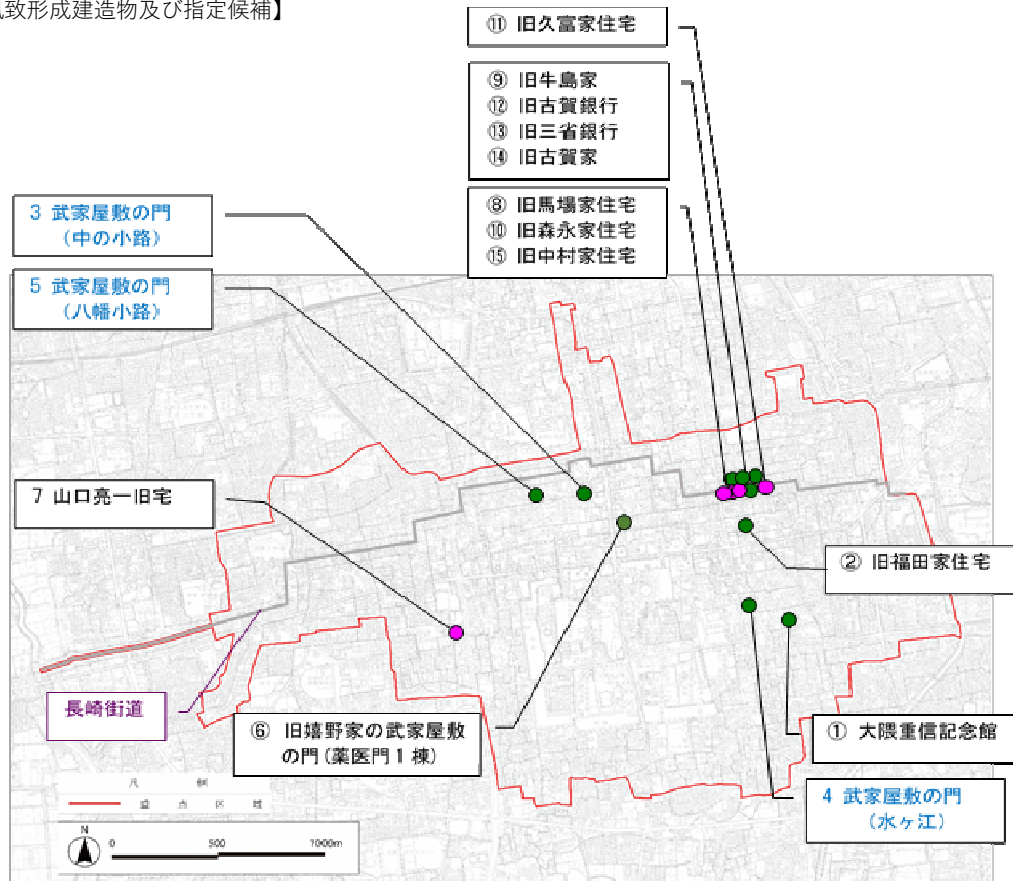 風致形成建造物及び指定候補】
⑪ 旧久富家住宅
⑨ 旧牛島家
⑫ 旧古賀銀行
⑬ 旧三省銀行
⑭ 旧古賀家
⑧ 旧馬場家住宅
⑩ 旧森永家住宅
⑮ 旧中村家住宅
3 武家屋敷の門
(中の小路)
5 武家屋敷の門
(八幡小路)
7 山口亮一旧宅
② 旧福田家住宅
長崎街道
⑥ 旧嬉野家の武家屋敷
の門(薬医門1棟)
① 大隈重信記念館
4 武家屋敷の門
(水ヶ江)
凡 例
重 点 区 域
N
0 500 1000m